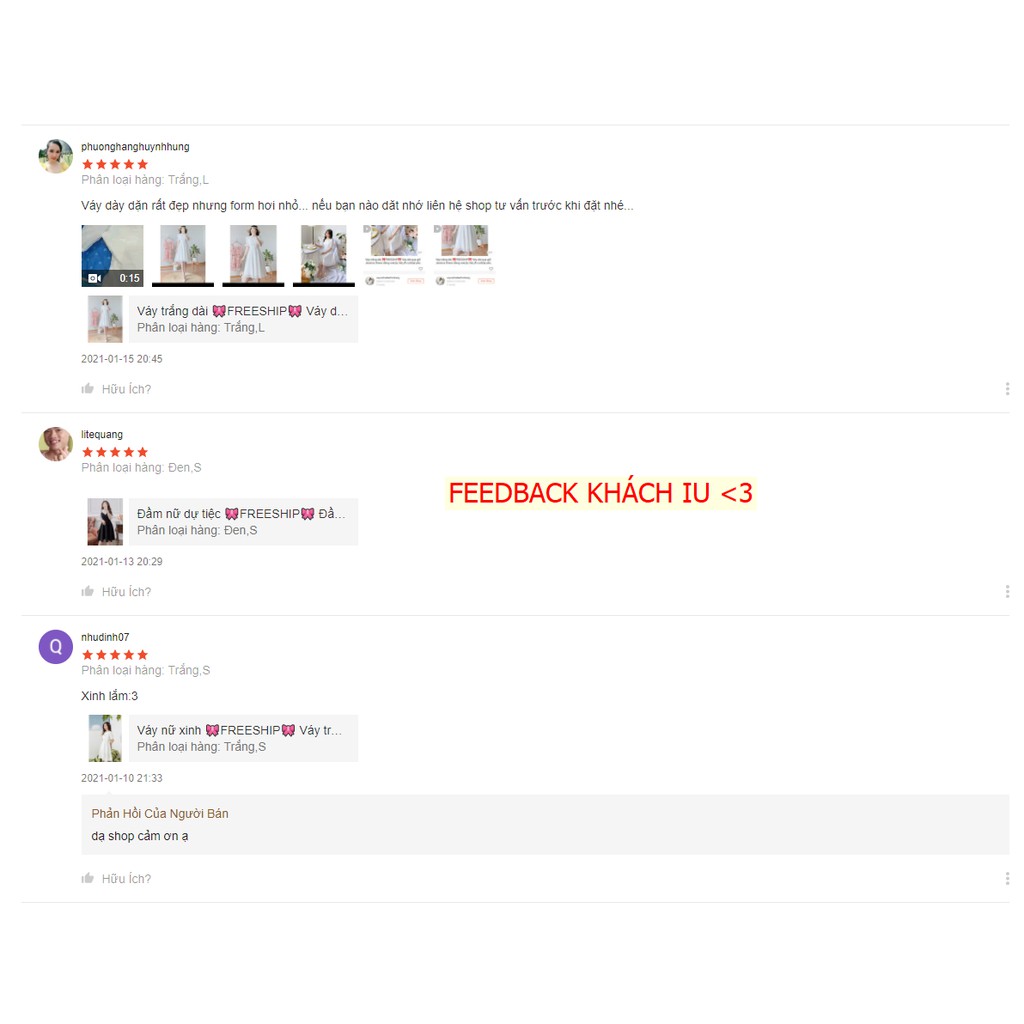 phuonghanghuynhhung
Phân loại hàng: Trắng,L
Váy dày dặn rất đẹp nhưng form hơi nhỏ... nếu bạn nào dăt nhớ liên hệ shop tư vấn trước khi đặt nhé...
0:15
Váy trắng dài 🎀FREESHIP🎀 Váy d...
Phân loại hàng: Trắng,L
2021-01-15 20:45
Hữu Ích?
litequang
Phân loại hàng: Đen,S
FEEDBACK KHÁCH IU <3
Đầm nữ dự tiệc 🎀FREESHIP🎀 Đầ...
Phân loại hàng: Đen,S
2021-01-13 20:29
Hữu Ích?
Q
nhudinh07
Phân loại hàng: Trắng,S
Xinh lắm:3
Váy nữ xinh 🎀FREESHIP🎀 Váy tr...
Phân loại hàng: Trắng,S
2021-01-10 21:33
Phản Hồi Của Người Bán
dạ shop cảm ơn ạ
Hữu Ích?